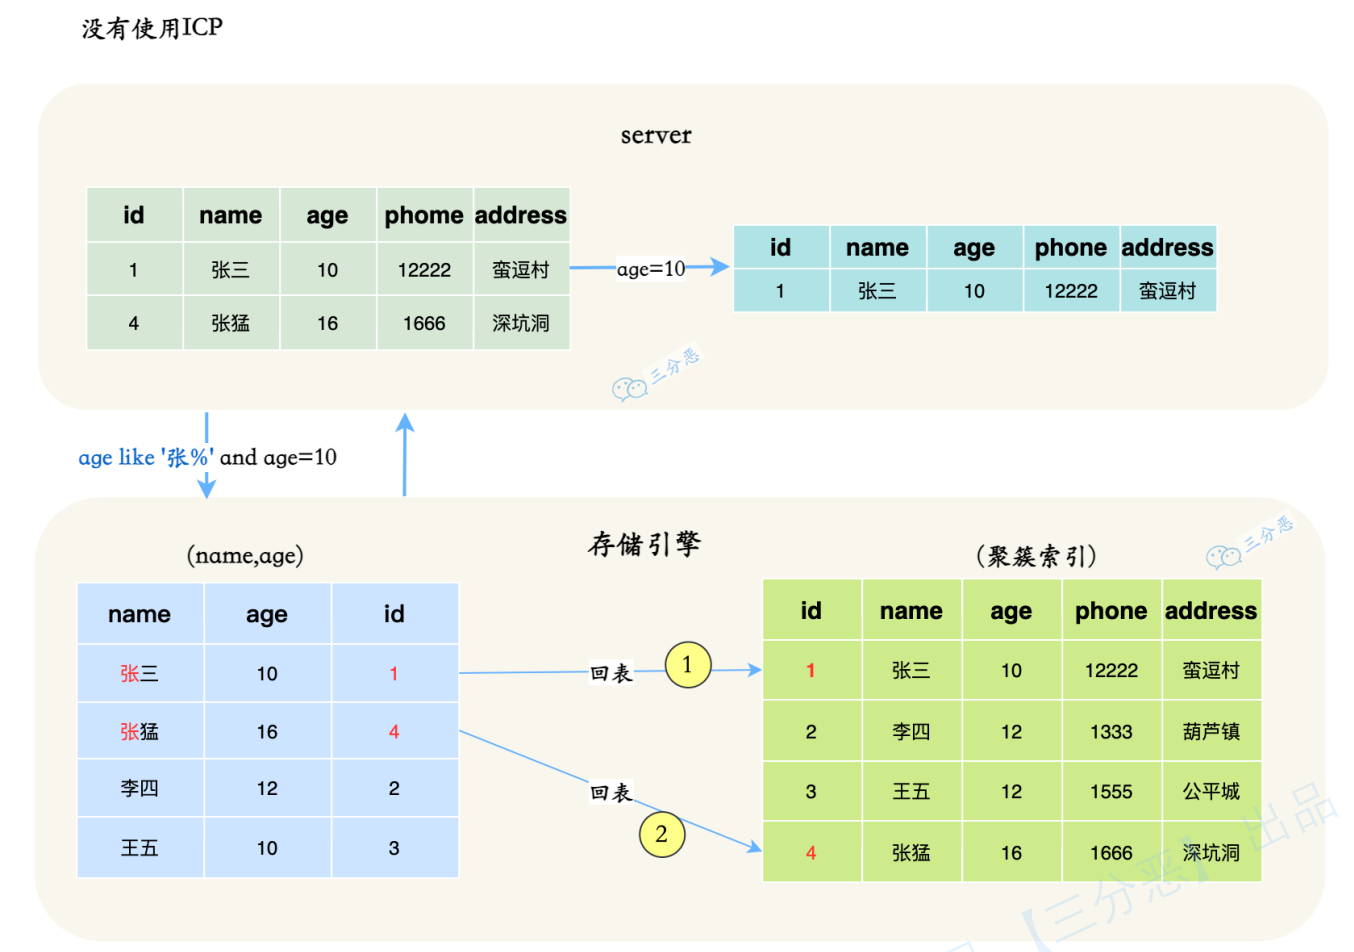 没有使用ICP
server
id name age phome address
1 张三 10 12222 蛮逗村
4 张猛 16 1666 深坑洞
age=10
id name age phone address
1 张三 10 12222 蛮逗村
三分恶
age like '张%' and age=10
存储引擎
三分恶
(name,age)
name age id
张三 10 1
张猛 16 4
李四 12 2
王五 10 3
回表 1
回表 2
(聚簇索引)
id name age phone address
1 张三 10 12222 蛮逗村
2 李四 12 1333 葫芦镇
3 王五 12 1555 公平城
4 张猛 16 1666 深坑洞
【三分恶】出品
品